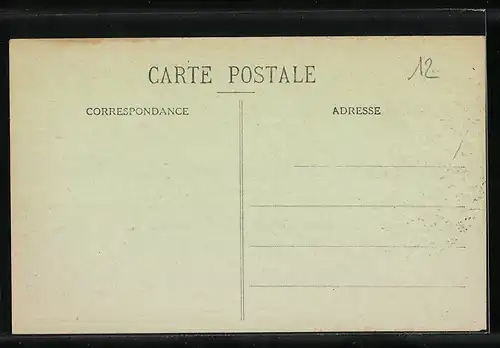 CARTE POSTALE
12
CORRESPONDANCE
ADRESSE